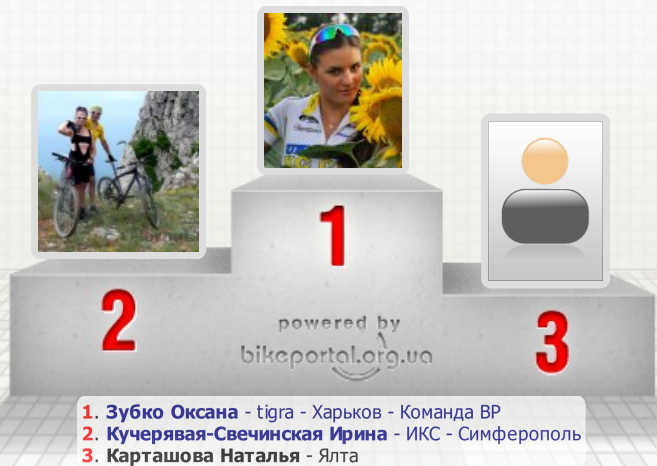 1
2
3
powered by
bikeportal.org.ua
1. Зубко Оксана - tigra - Харьков - Команда ВР
2. Кучерявая-Свечинская Ирина - ИКС - Симферополь
3. Карташова Наталья - Ялта